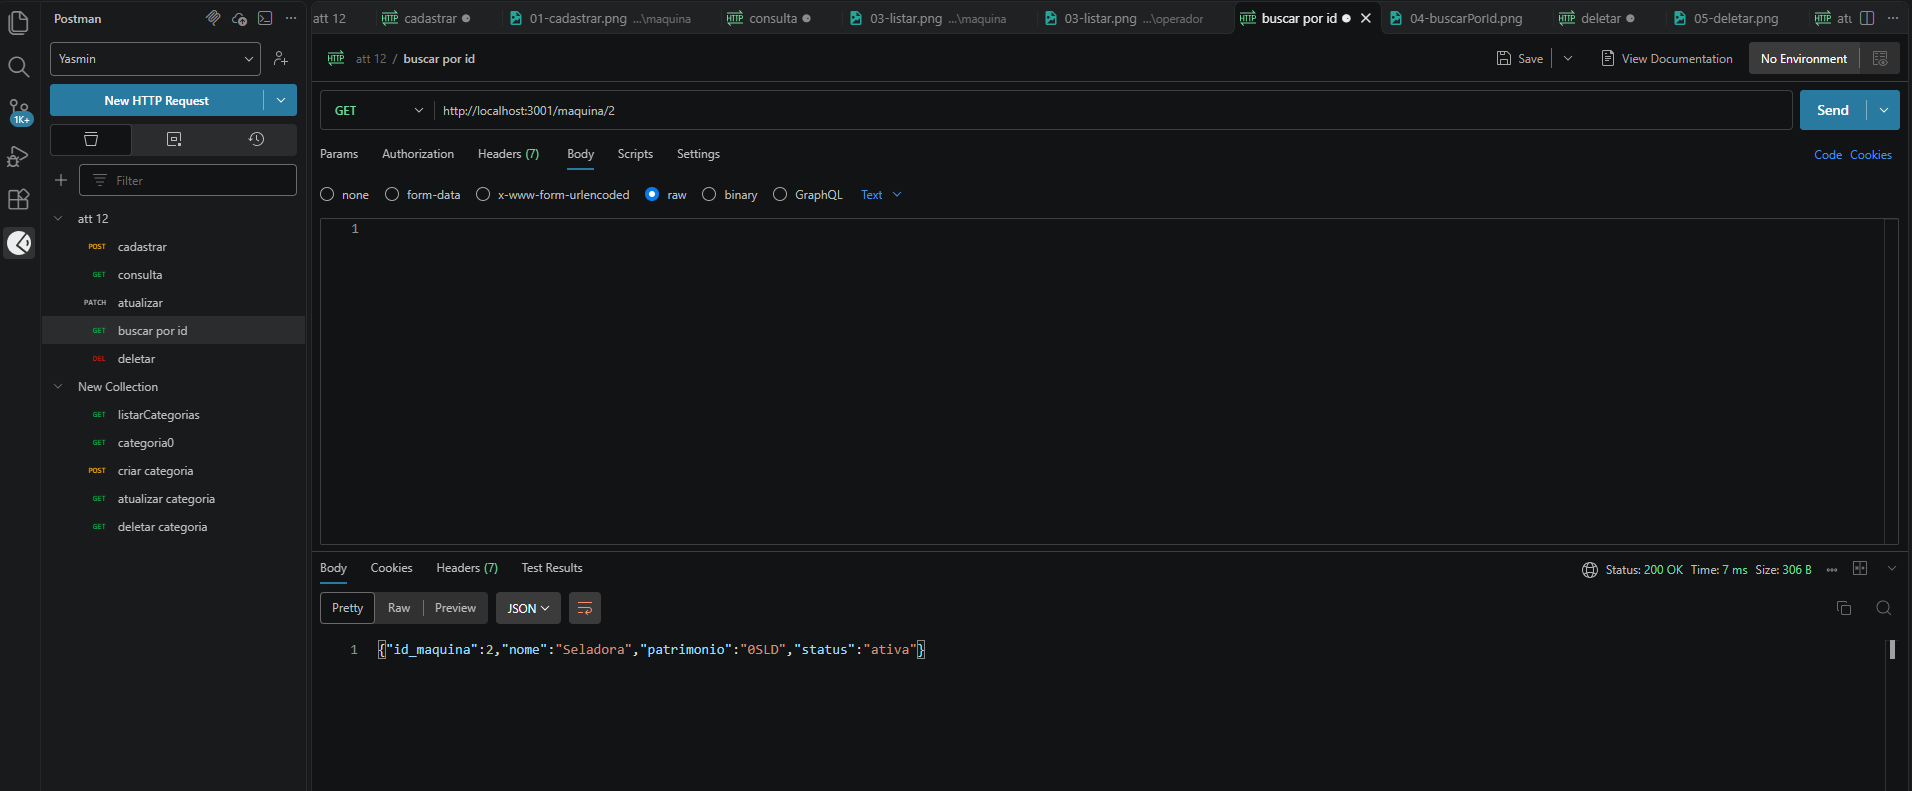 Postman
att 12
cadastrar
01-cadastrar.png ...\maquina
consulta
03-listar.png ...\maquina
03-listar.png ...\operador
buscar por id
04-buscarPorId.png
deletar
05-deletar.png
Yasmin
att 12 / buscar por id
Save
View Documentation
No Environment
New HTTP Request
GET
http://localhost:3001/maquina/2
Send
1K+
Params
Authorization
Headers (7)
Body
Scripts
Settings
Code
Cookies
Filter
none
form-data
x-www-form-urlencoded
raw
binary
GraphQL
Text
1
att 12
POST cadastrar
GET consulta
PATCH atualizar
GET buscar por id
DEL deletar
New Collection
GET listarCategorias
GET categoria0
POST criar categoria
GET atualizar categoria
GET deletar categoria
Body
Cookies
Headers (7)
Test Results
Status: 200 OK Time: 7 ms Size: 306 B
Pretty
Raw
Preview
JSON
1 {"id_maquina":2,"nome":"Seladora","patrimonio":"0SLD","status":"ativa"}